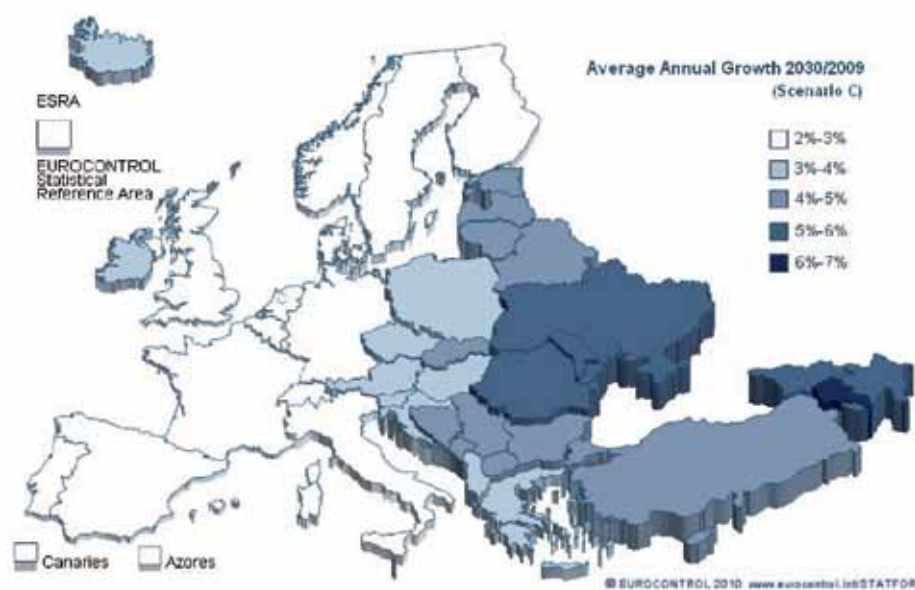 Average Annual Growth 2030/2009
(Scenario C)
2%-3%
3%-4%
4%-5%
5%-6%
6%-7%
ESRA
EUROCONTROL
Statistical
Reference Area
Canaries
Azores
© EUROCONTROL 2010 www.eurocontrol.int/STATFOR